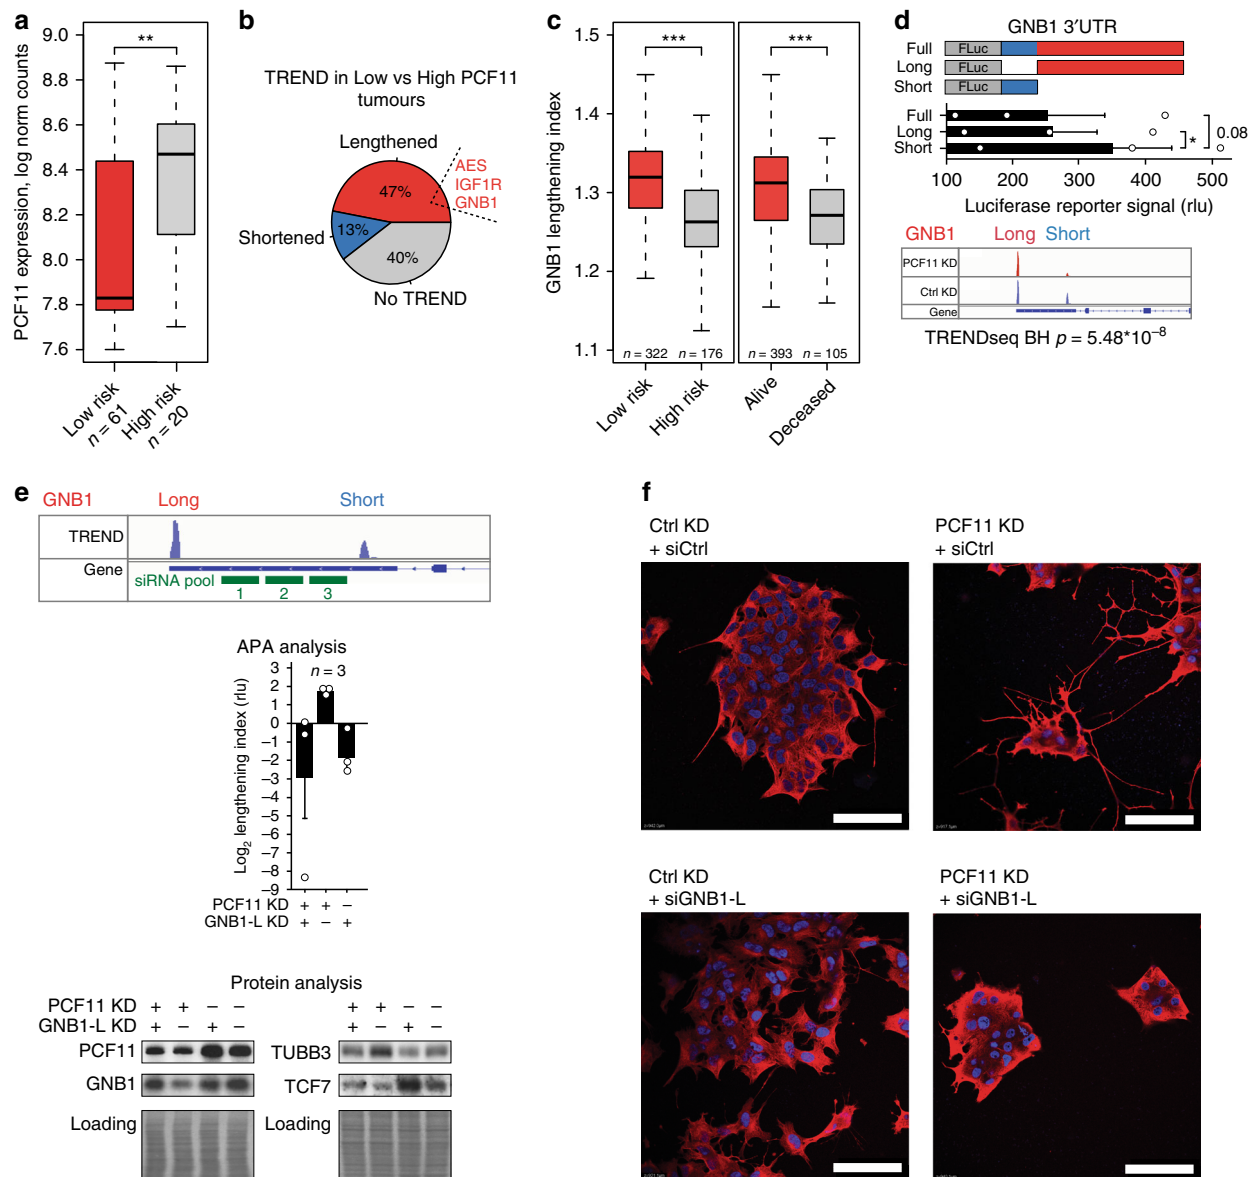 a
9.0
8.8
8.6
8.4
8.2
8.0
7.8
7.6
PCF11 expression, log norm counts
**
Low risk
n = 61
High risk
n = 20
b
TREND in Low vs High PCF11
tumours
Lengthened
47%
AES
IGF1R
GNB1
Shortened
13%
40%
No TREND
c
1.5
1.4
1.3
1.2
1.1
GNB1 lengthening index
***
***
n = 322
n = 176
n = 393
n = 105
Low risk
High risk
Alive
Deceased
d
GNB1 3′UTR
Full
FLuc
Long
FLuc
Short
FLuc
Full
Long
Short
*
0.08
100
200
300
400
500
Luciferase reporter signal (rlu)
GNB1
Long
Short
PCF11 KD
Ctrl KD
Gene
TRENDseq BH p = 5.48*10⁻⁸
e
GNB1
Long
Short
TREND
Gene
siRNA pool
1
2
3
APA analysis
n = 3
3
2
1
0
−1
−2
−3
−4
−5
−6
−7
−8
−9
Log₂ lengthening index (rlu)
PCF11 KD + + −
GNB1-L KD + − +
Protein analysis
PCF11 KD + + − −
GNB1-L KD + − + −
+ + − −
+ − + −
PCF11
GNB1
Loading
TUBB3
TCF7
Loading
f
Ctrl KD
+ siCtrl
PCF11 KD
+ siCtrl
Ctrl KD
+ siGNB1-L
PCF11 KD
+ siGNB1-L